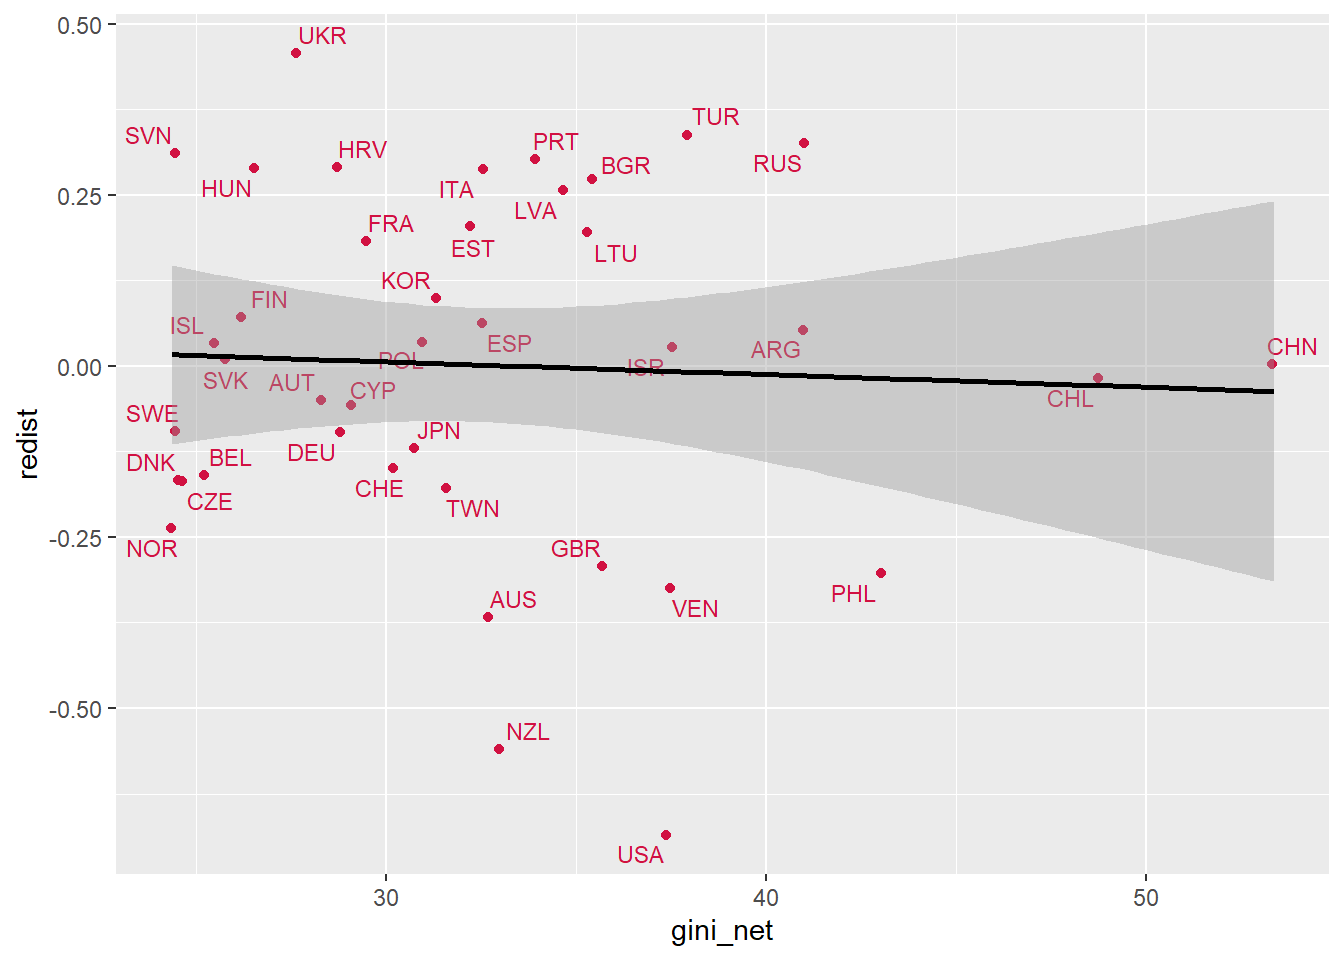 0.50
UKR
TUR
SVN
PRT
HRV
RUS
BGR
HUN
ITA
0.25
LVA
FRA
EST
LTU
KOR
FIN
ISL
ESP
CHN
ARG
POL
0.00
ISR
SVK
AUT
CYP
CHL
SWE
JPN
redist
DEU
BEL
DNK
CHE
CZE
TWN
-0.25
NOR
GBR
PHL
AUS
VEN
-0.50
NZL
USA
30
40
50
gini_net